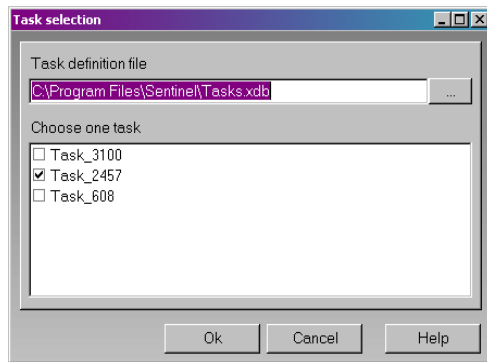 Task selection
Task definition file
C:\Program Files\Sentinel\Tasks.xdb
...
Choose one task
Task_3100
Task_2457
Task_608
Ok Cancel Help